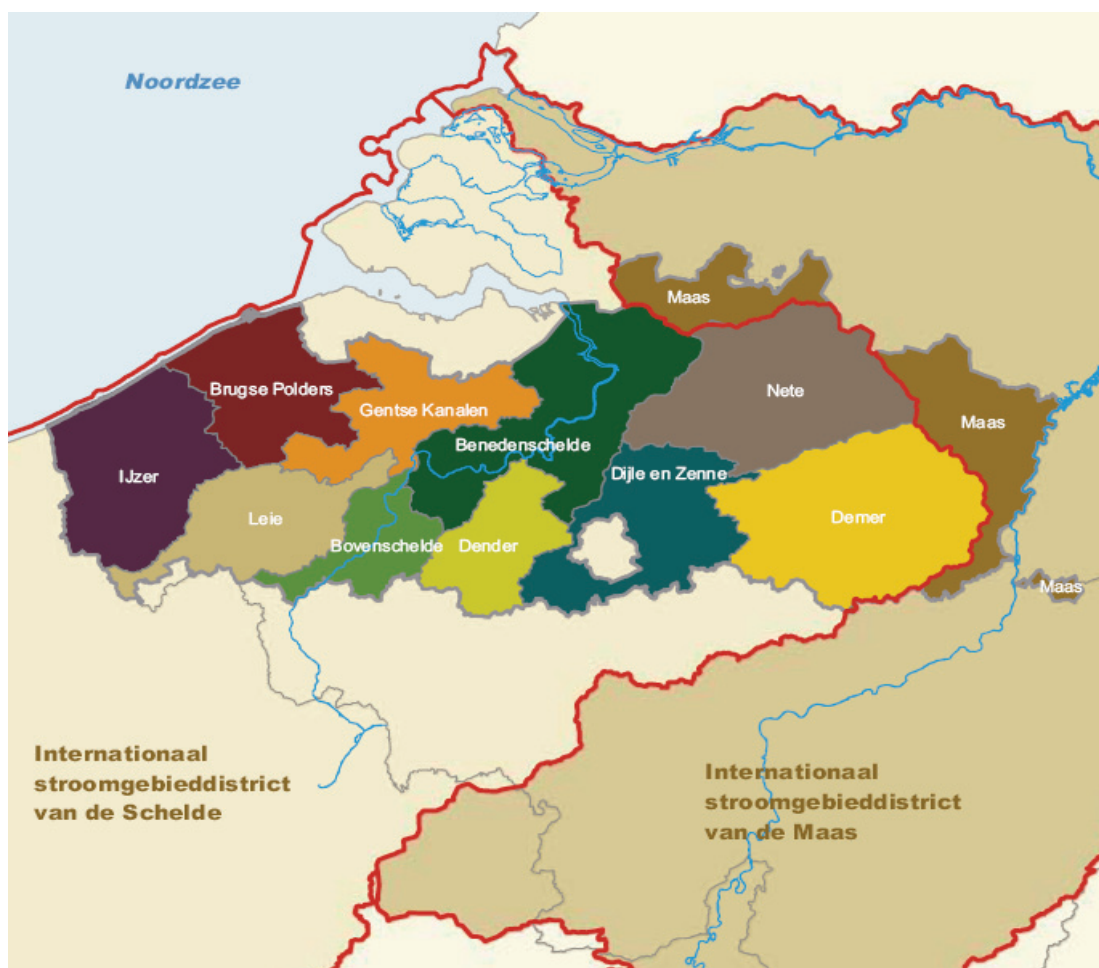 Noordzee
Maas
Brugse Polders
Gentse Kanalen
Nete
Maas
Benedenschelde
IJzer
Dijle en Zenne
Leie
Demer
Bovenschelde
Dender
Maas
Internationaal
stroomgebieddistrict
van de Schelde
Internationaal
stroomgebieddistrict
van de Maas